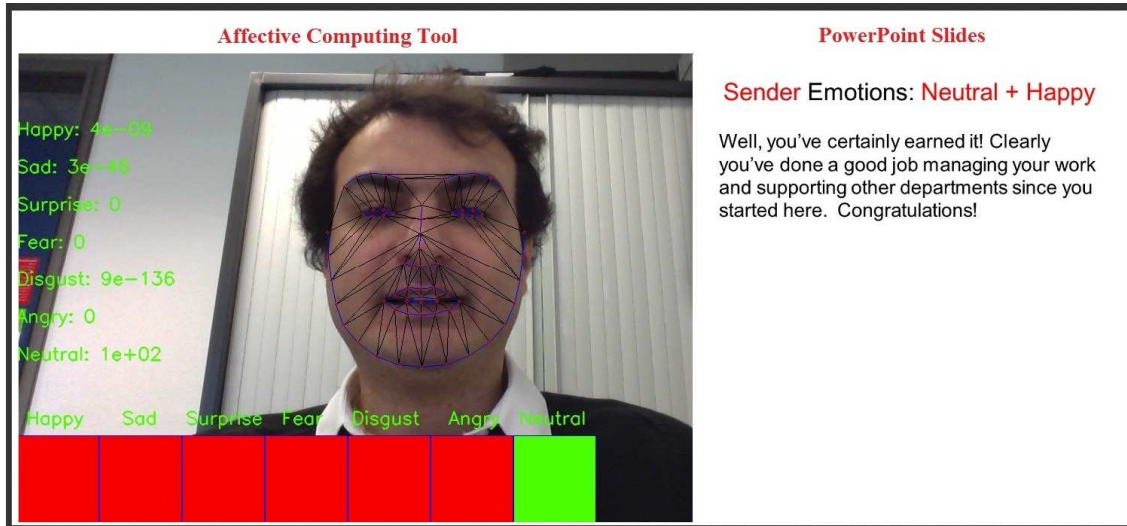 Affective Computing Tool
Happy: 4e-09
Sad: 3e-46
Surprise: 0
Fear: 0
Disgust: 9e-136
Angry: 0
Neutral: 1e+02
Happy Sad Surprise Fear Disgust Angry Neutral
PowerPoint Slides
Sender Emotions: Neutral + Happy
Well, you've certainly earned it! Clearly
you've done a good job managing your work
and supporting other departments since you
started here.  Congratulations!